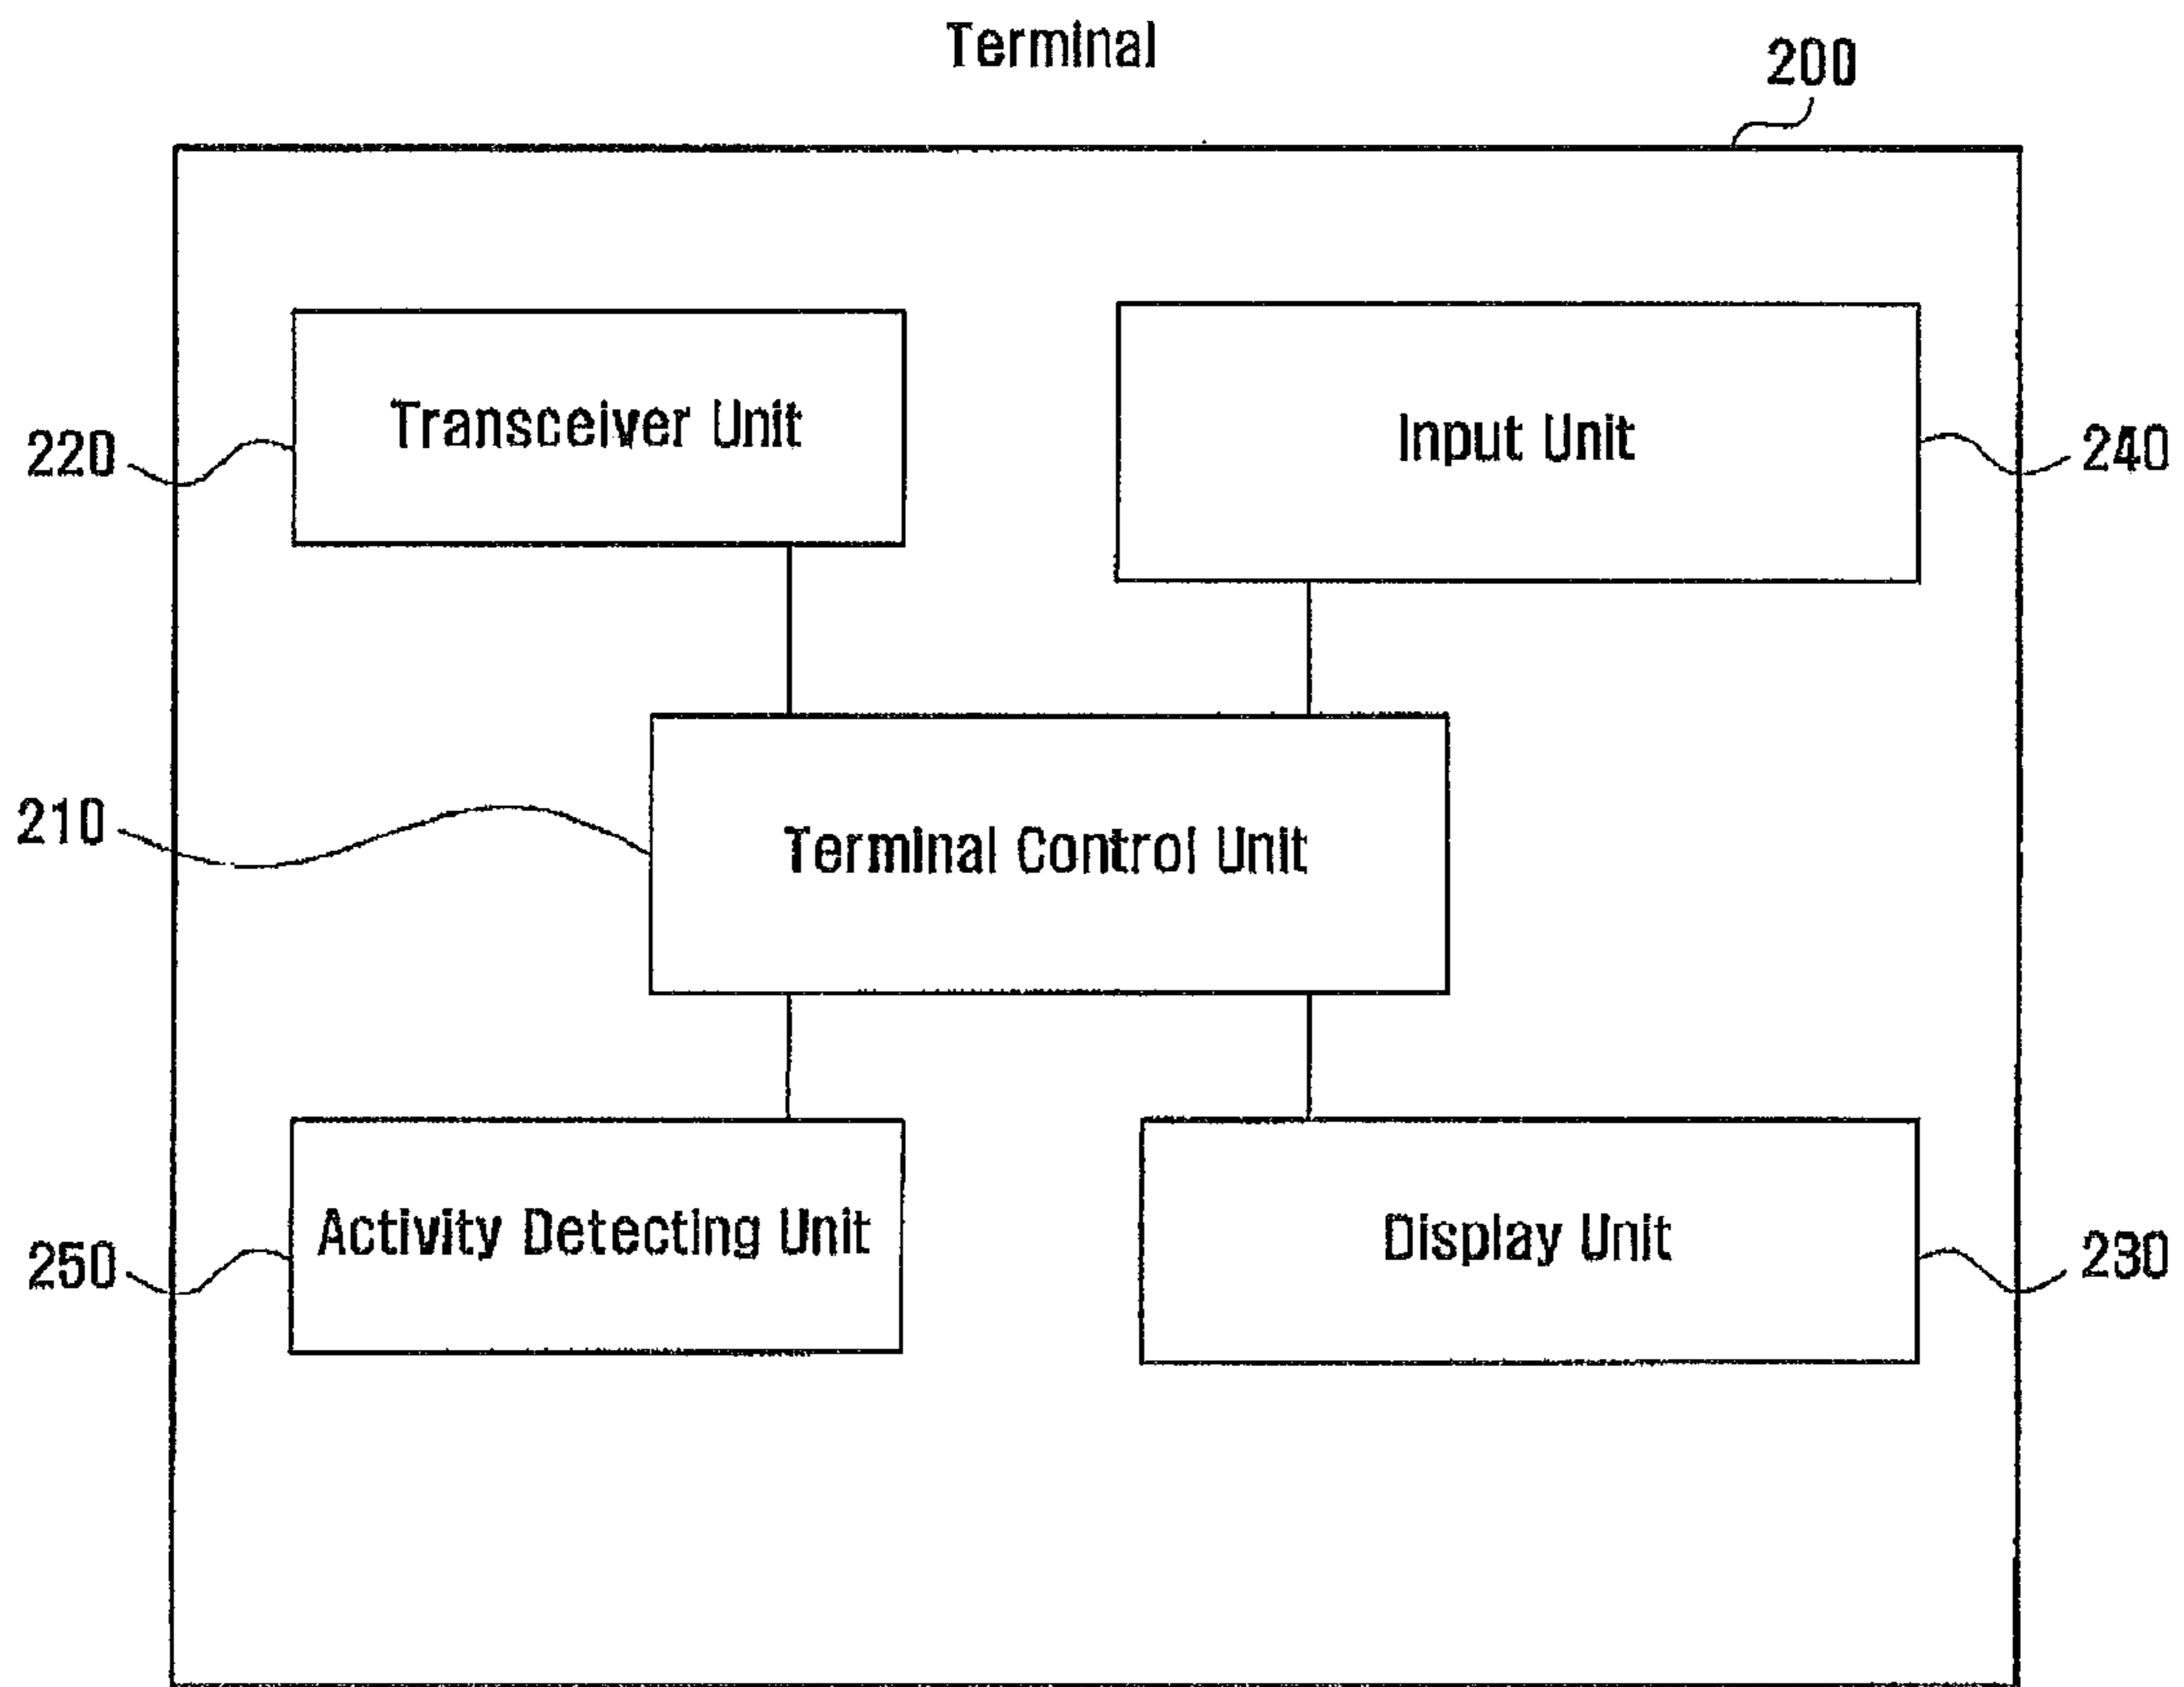 Terminal
200
Transceiver Unit
Input Unit
220
240
210
Terminal Control Unit
Activity Detecting Unit
Display Unit
250
230